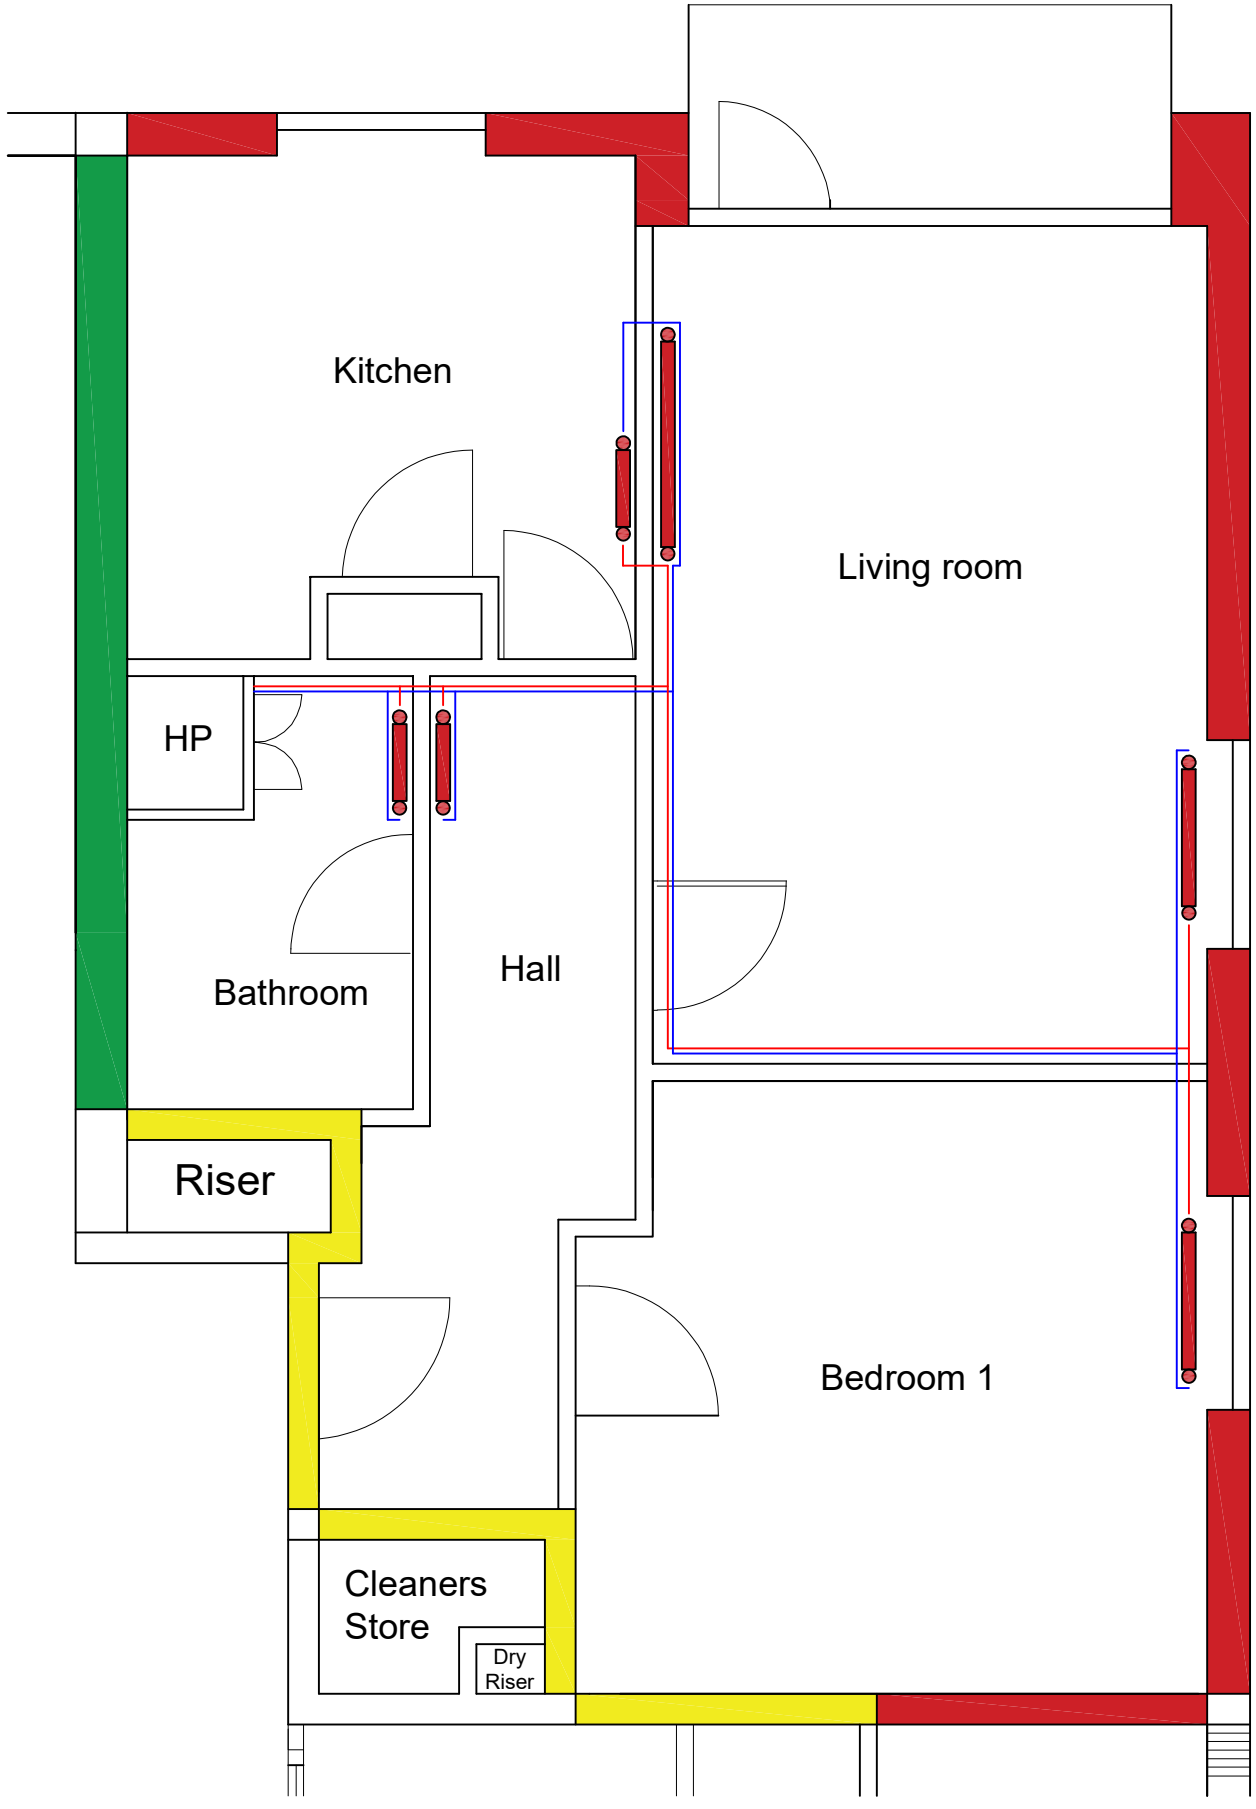 Kitchen
Living room
HP
Hall
Bathroom
Riser
Bedroom 1
Cleaners
Store
Dry
Riser